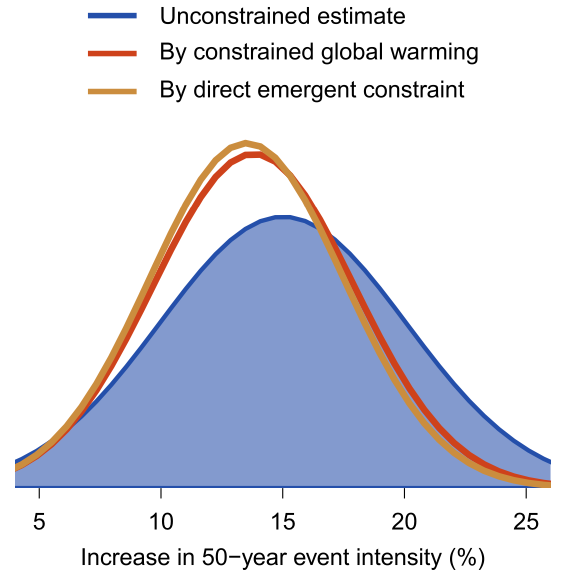 Unconstrained estimate
By constrained global warming
By direct emergent constraint
5 10 15 20 25
Increase in 50−year event intensity (%)